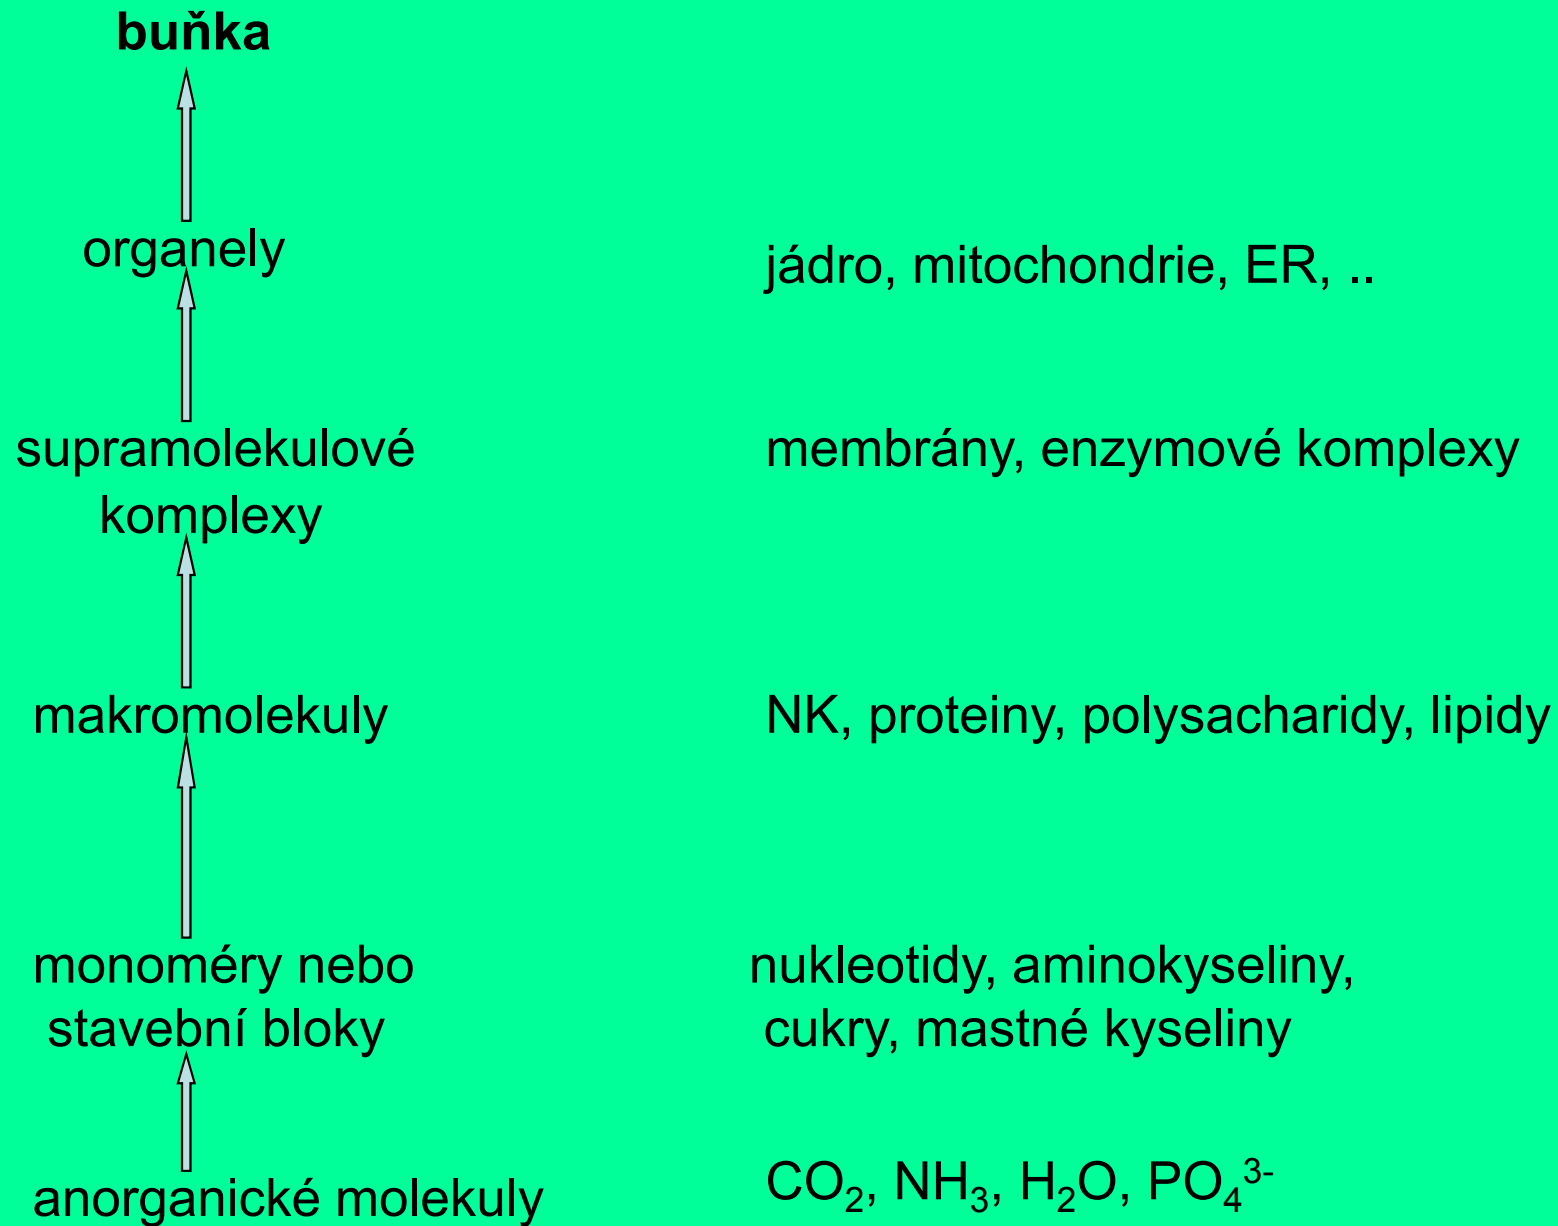 buňka
organely
jádro, mitochondrie, ER, ..
supramolekulové
komplexy
membrány, enzymové komplexy
makromolekuly
NK, proteiny, polysacharidy, lipidy
monoméry nebo
stavební bloky
nukleotidy, aminokyseliny,
cukry, mastné kyseliny
anorganické molekuly
CO₂, NH₃, H₂O, PO₄³⁻